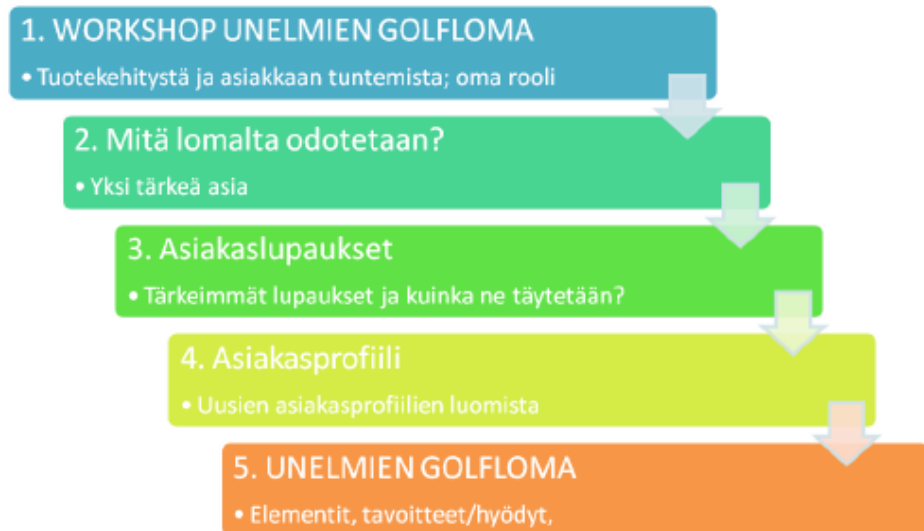 1. WORKSHOP UNELMIEN GOLFLOMA
• Tuotekehitystä ja asiakkaan tuntemista; oma rooli
2. Mitä lomalta odotetaan?
• Yksi tärkeä asia
3. Asiakaslupaukset
• Tärkeimmät lupaukset ja kuinka ne täytetään?
4. Asiakasprofiili
• Uusien asiakasprofiilien luomista
5. UNELMIEN GOLFLOMA
• Elementit, tavoitteet/hyödyt,